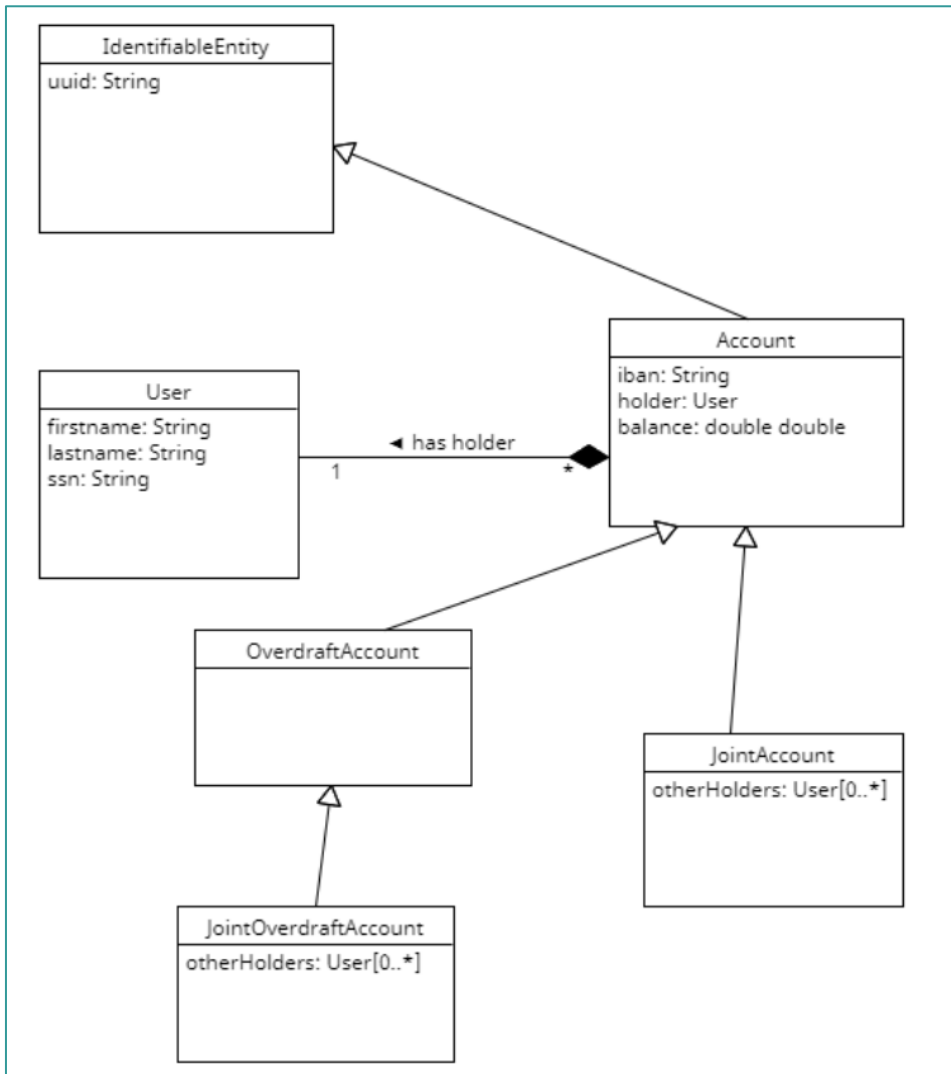 IdentifiableEntity
uuid: String
Account
iban: String
holder: User
balance: double double
User
firstname: String
lastname: String
ssn: String
◄ has holder
1
*
OverdraftAccount
JointAccount
otherHolders: User[0..*]
JointOverdraftAccount
otherHolders: User[0..*]